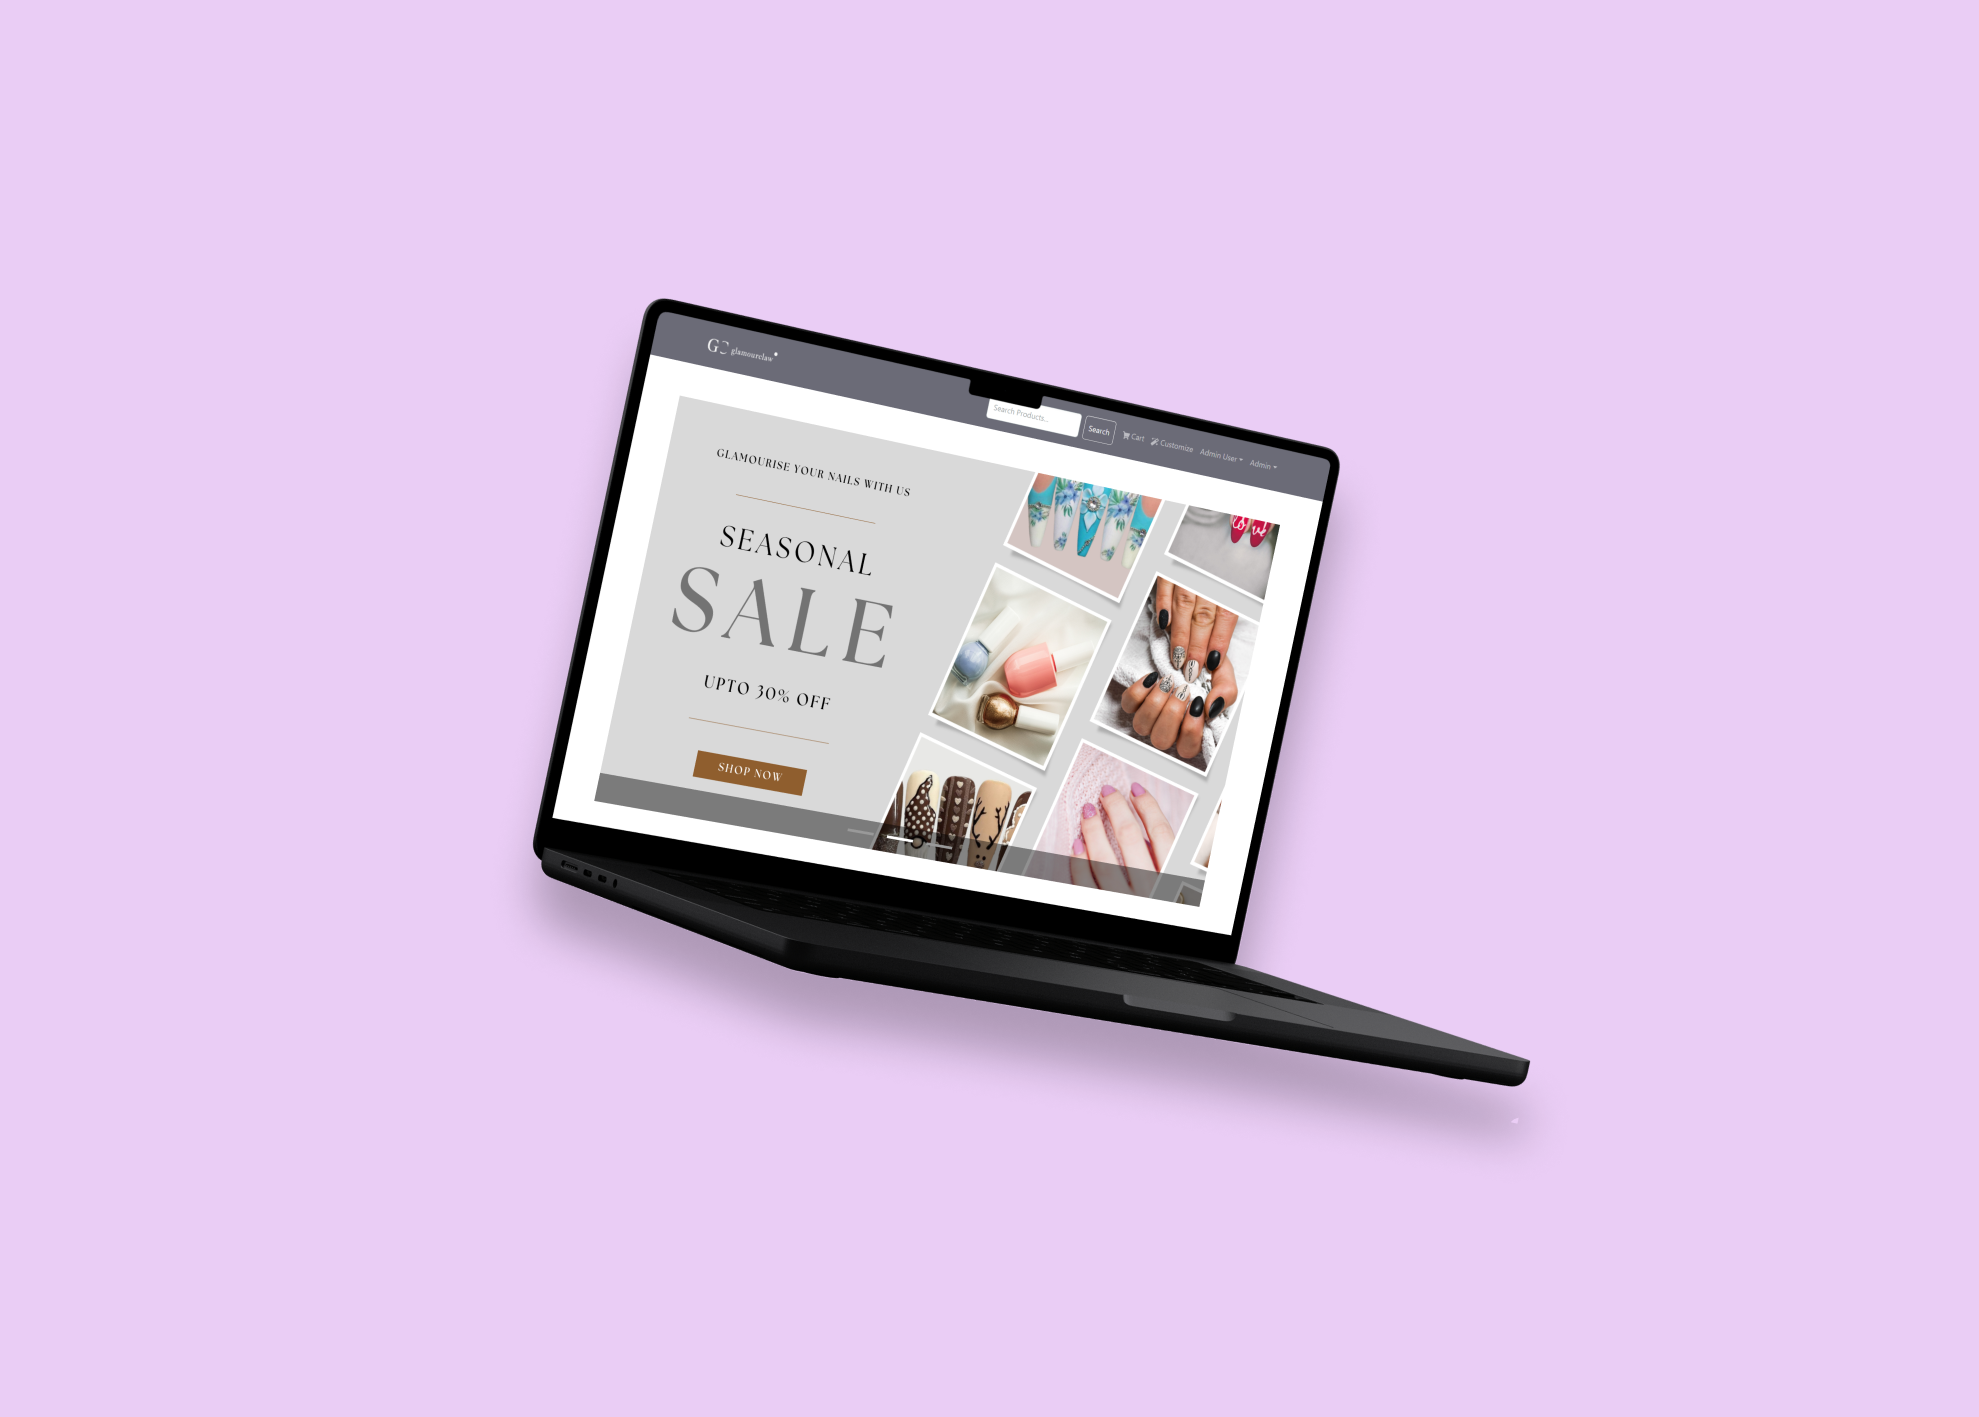 GC glamourclaw
Search Products...
Search
Cart
Customize
Admin User
Admin
GLAMOURISE YOUR NAILS WITH US
SEASONAL
SALE
UPTO 30% OFF
SHOP NOW
love